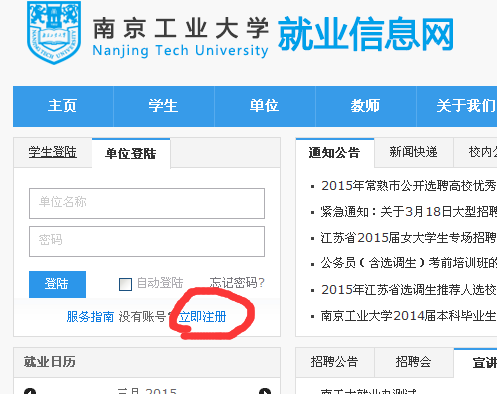 南京工业大学 就业信息网
Nanjing Tech University
主页 学生 单位 教师 关于我们
学生登陆 单位登陆
单位名称
密码
登陆 自动登陆 忘记密码?
服务指南 没有账号? 立即注册
就业日历
三月 2015
通知公告 新闻快递 校内公
2015年常熟市公开选聘高校优秀
紧急通知：关于3月18日大型招聘
江苏省2015届女大学生专场招聘
公务员（含选调生）考前培训班的
2015年江苏省选调生推荐人选校
南京工业大学2014届本科毕业生
招聘公告 招聘会 宣讲